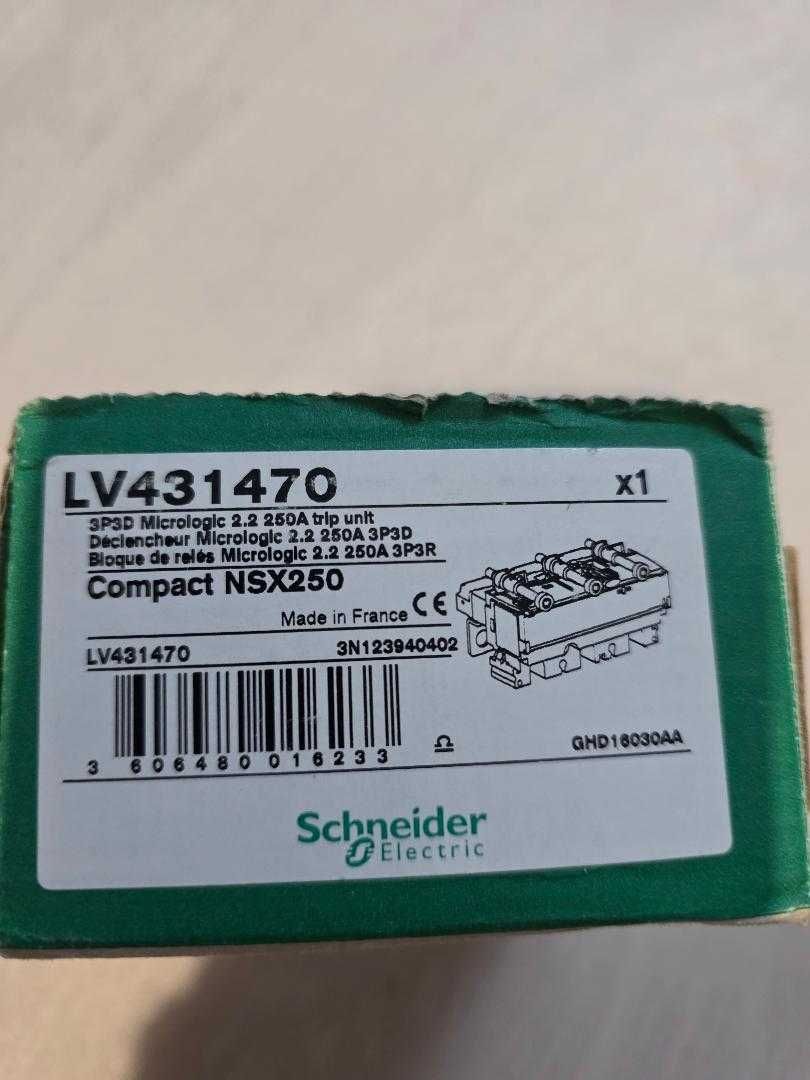 LV431470 x1
3P3D Micrologic 2.2 250A trip unit
Déclencheur Micrologic 2.2 250A 3P3D
Bloque de relés Micrologic 2.2 250A 3P3R
Compact NSX250
Made in France CE
LV431470 3N123940402
3 606480 016233
GHD16030AA
Schneider
Electric